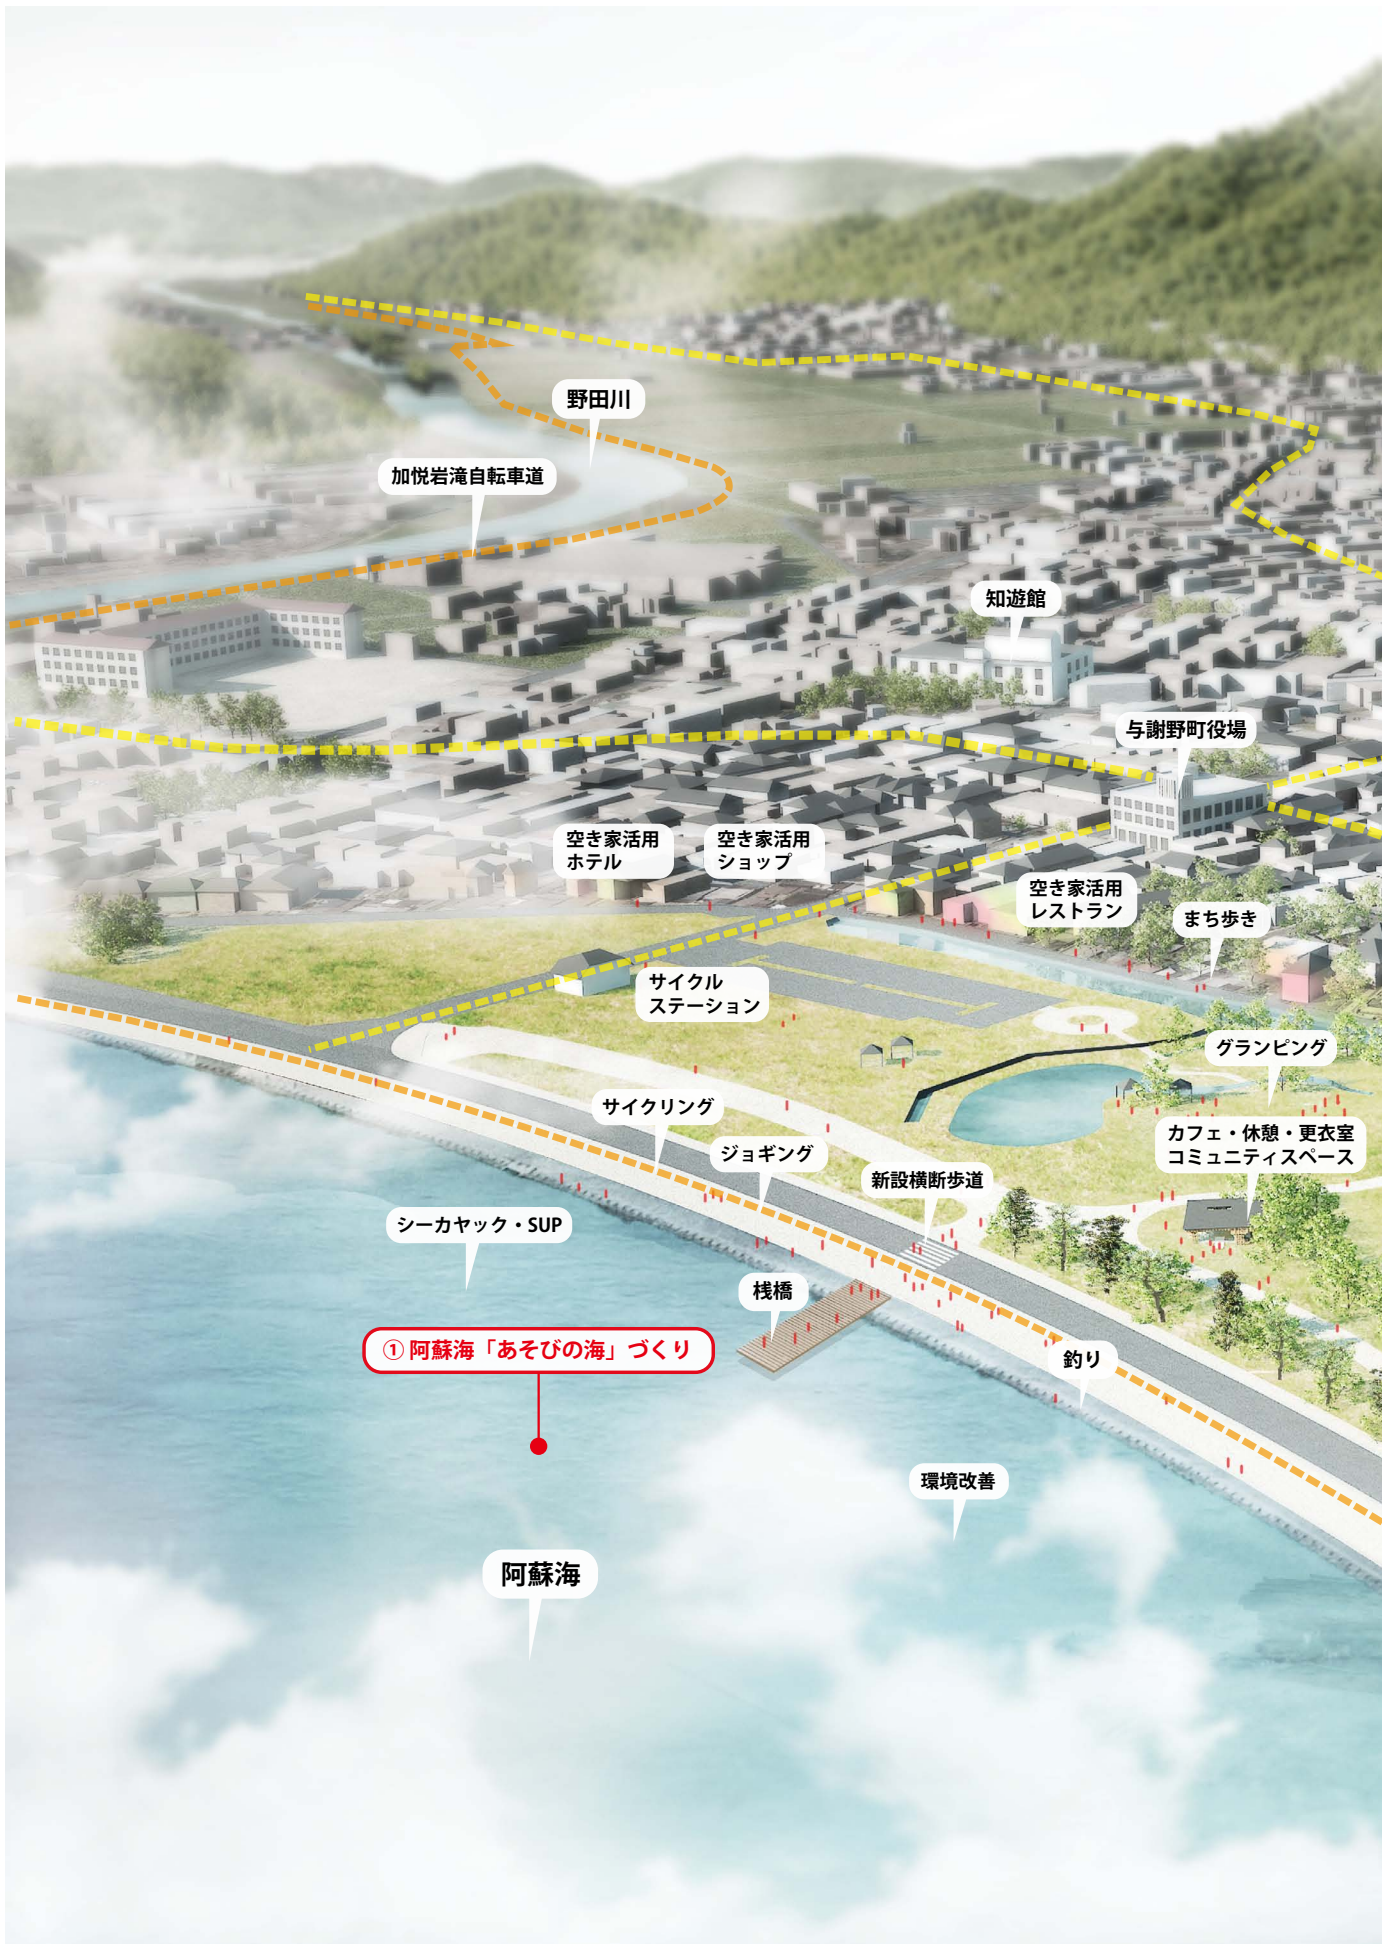 野田川
加悦岩滝自転車道
知遊館
与謝野町役場
空き家活用
ホテル
空き家活用
ショップ
空き家活用
レストラン
まち歩き
サイクル
ステーション
グランピング
サイクリング
カフェ・休憩・更衣室
コミュニティスペース
ジョギング
新設横断歩道
シーカヤック・SUP
桟橋
① 阿蘇海「あそびの海」づくり
釣り
環境改善
阿蘇海